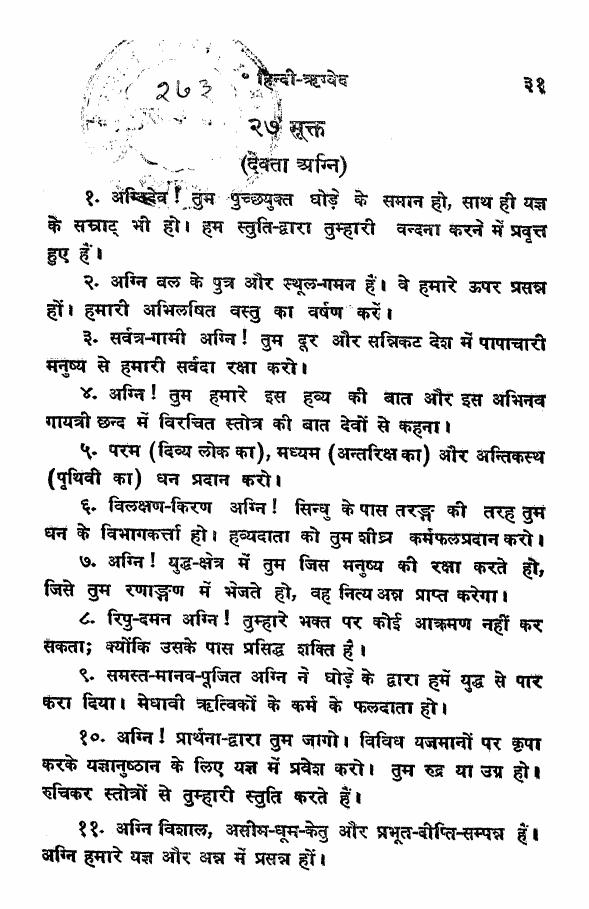 २६३
हिन्दी-ऋग्वेद ३१
२७ सूक्त
(देवता अग्नि)
१. अग्निदेव! तुम पुच्छयुक्त घोड़े के समान हो, साथ ही यज्ञ
के सम्राट् भी हो। हम स्तुति-द्वारा तुम्हारी वन्दना करने में प्रवृत्त
हुए हैं।
२. अग्नि बल के पुत्र और स्थूल-गमन हैं। वे हमारे ऊपर प्रसन्न
हों। हमारी अभिलषित वस्तु का वर्षण करें।
३. सर्वत्र-गामी अग्नि! तुम दूर और सन्निकट देश में पापाचारी
मनुष्य से हमारी सर्वदा रक्षा करो।
४. अग्नि! तुम हमारे इस हव्य की बात और इस अभिनव
गायत्री छन्द में विरचित स्तोत्र की बात देवों से कहना।
५. परम (दिव्य लोक का), मध्यम (अन्तरिक्ष का) और अन्तिकस्थ
(पृथिवी का) धन प्रदान करो।
६. विलक्षण-किरण अग्नि! सिन्धु के पास तरङ्ग की तरह तुम
धन के विभागकर्त्ता हो। हव्यदाता को तुम शीघ्र कर्मफलप्रदान करो।
७. अग्नि! युद्ध-क्षेत्र में तुम जिस मनुष्य की रक्षा करते हो,
जिसे तुम रणाङ्गण में भेजते हो, वह नित्य अन्न प्राप्त करेगा।
८. रिपु-दमन अग्नि! तुम्हारे भक्त पर कोई आक्रमण नहीं कर
सकता; क्योंकि उसके पास प्रसिद्ध शक्ति है।
९. समस्त-मानव-पूजित अग्नि ने घोड़े के द्वारा हमें युद्ध से पार
करा दिया। मेधावी ऋत्विकों के कर्म के फलदाता हो।
१०. अग्नि! प्रार्थना-द्वारा तुम जागो। विविध यजमानों पर कृपा
करके यज्ञानुष्ठान के लिए यज्ञ में प्रवेश करो। तुम रुद्र या उग्र हो।
रुचिकर स्तोत्रों से तुम्हारी स्तुति करते हैं।
११. अग्नि विशाल, असीम-धूम-केतु और प्रभूत-दीप्ति-सम्पन्न हैं।
अग्नि हमारे यज्ञ और अन्न में प्रसन्न हों।